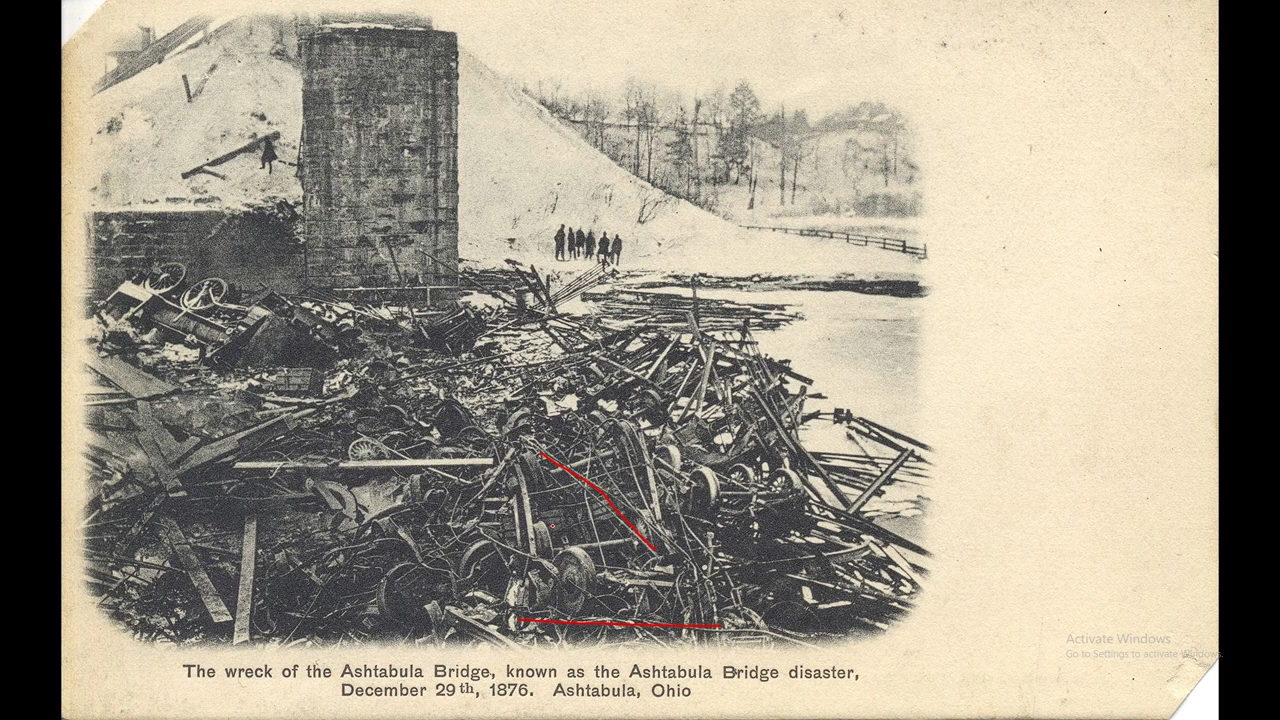 The wreck of the Ashtabula Bridge, known as the Ashtabula Bridge disaster,
December 29th, 1876. Ashtabula, Ohio
Activate Windows
Go to Settings to activate Windows.